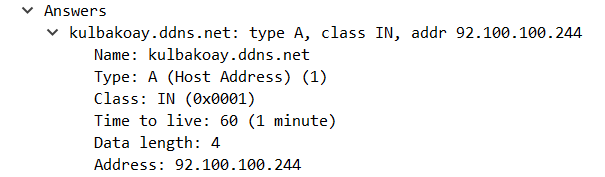 Answers
kulbakoay.ddns.net: type A, class IN, addr 92.100.100.244
Name: kulbakoay.ddns.net
Type: A (Host Address) (1)
Class: IN (0x0001)
Time to live: 60 (1 minute)
Data length: 4
Address: 92.100.100.244